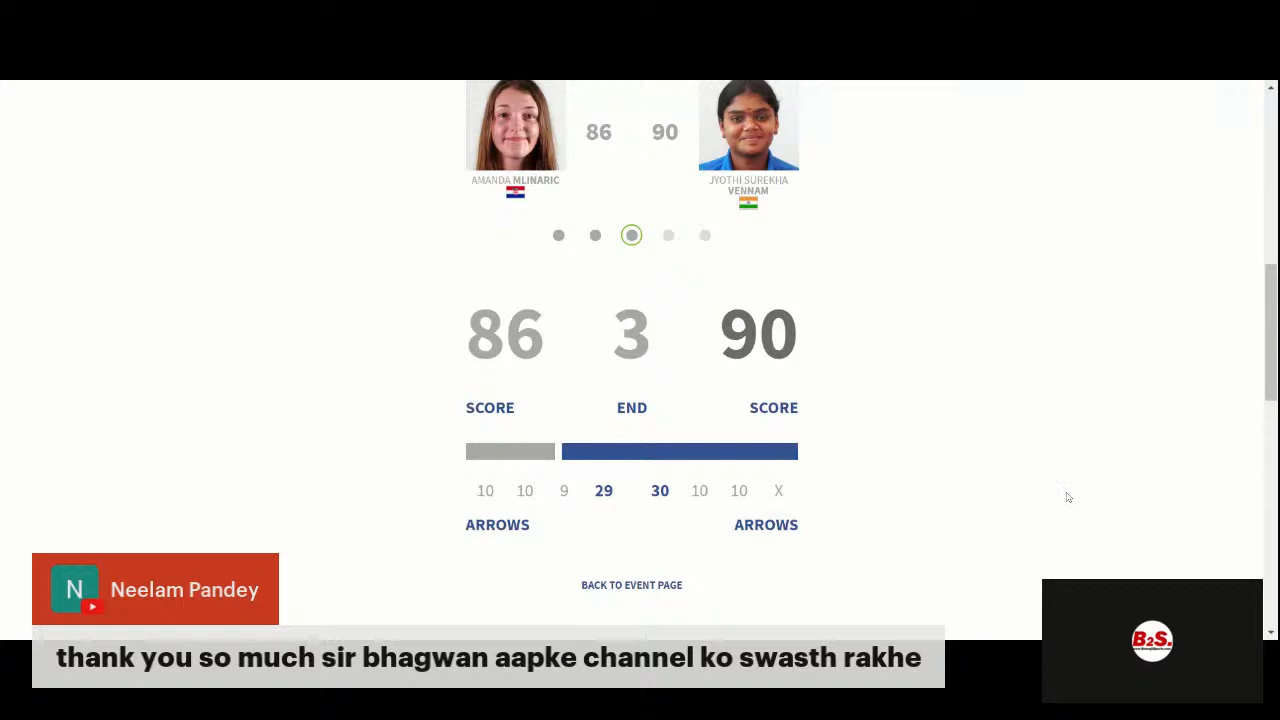 86 90
AMANDA MLINARIC
JYOTHI SUREKHA
VENNAM
86 3 90
SCORE END SCORE
10 10 9 29 30 10 10 X
ARROWS ARROWS
BACK TO EVENT PAGE
N Neelam Pandey
thank you so much sir bhagwan aapke channel ko swasth rakhe
B2S.